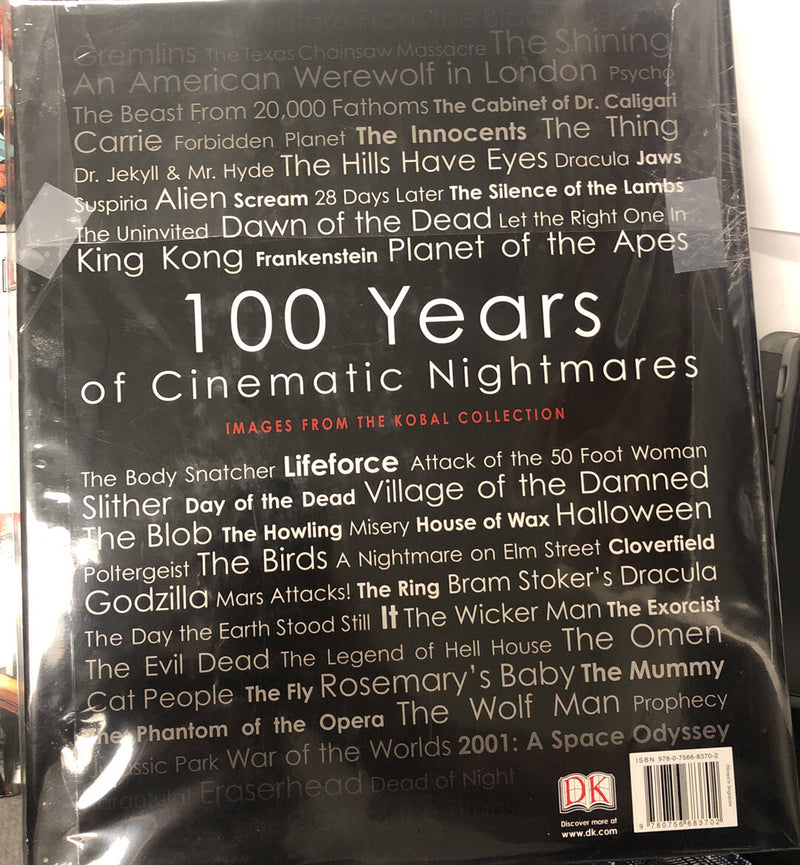 Gremlins The Texas Chainsaw Massacre The Shining
An American Werewolf in London Psycho
The Beast From 20,000 Fathoms The Cabinet of Dr. Caligari
Carrie Forbidden Planet The Innocents The Thing
Dr. Jekyll & Mr. Hyde The Hills Have Eyes Dracula Jaws
Suspiria Alien Scream 28 Days Later The Silence of the Lambs
The Uninvited Dawn of the Dead Let the Right One In
King Kong Frankenstein Planet of the Apes
100 Years
of Cinematic Nightmares
IMAGES FROM THE KOBAL COLLECTION
The Body Snatcher Lifeforce Attack of the 50 Foot Woman
Slither Day of the Dead Village of the Damned
The Blob The Howling Misery House of Wax Halloween
Poltergeist The Birds A Nightmare on Elm Street Cloverfield
Godzilla Mars Attacks! The Ring Bram Stoker's Dracula
The Day the Earth Stood Still It The Wicker Man The Exorcist
The Evil Dead The Legend of Hell House The Omen
Cat People The Fly Rosemary's Baby The Mummy
The Phantom of the Opera The Wolf Man Prophecy
Jurassic Park War of the Worlds 2001: A Space Odyssey
Tarantula! Eraserhead Dead of Night
ISBN 978-0-7566-8370-2
DK
Discover more at
www.dk.com
9 780756 683702